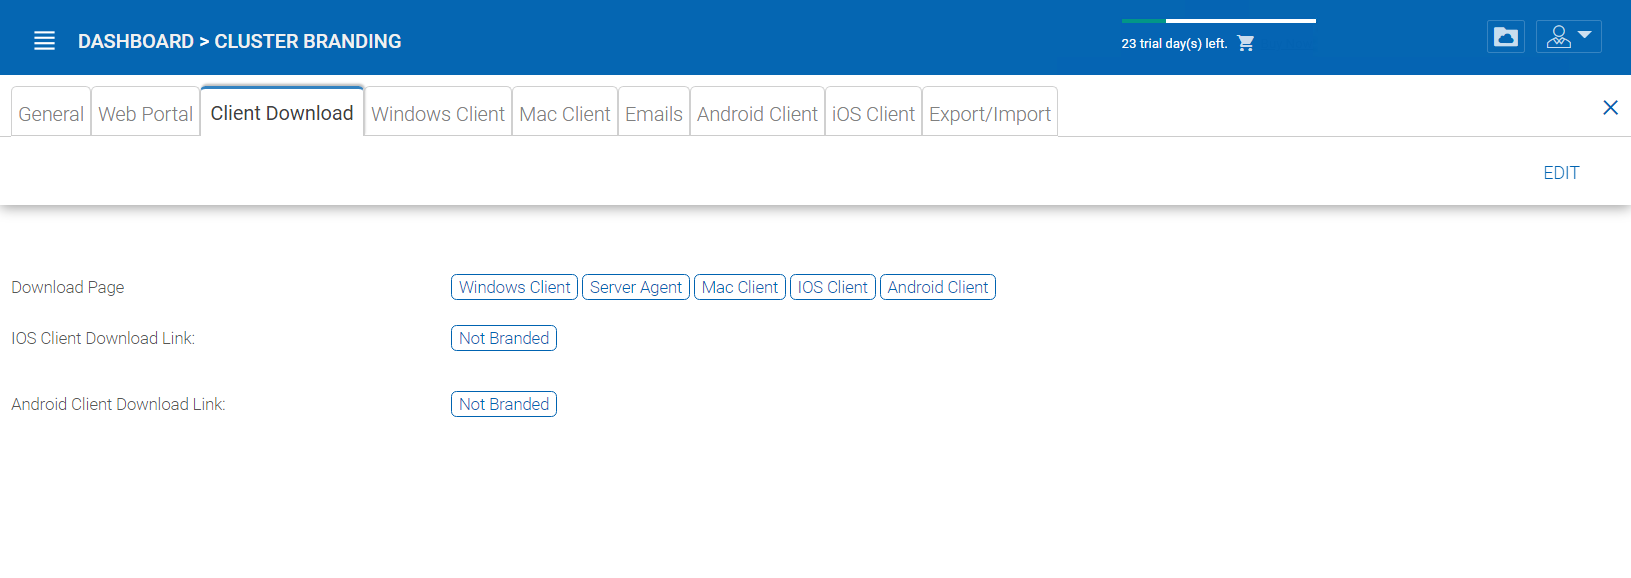 DASHBOARD > CLUSTER BRANDING
23 trial day(s) left.
General Web Portal Client Download Windows Client Mac Client Emails Android Client iOS Client Export/Import
EDIT
Download Page Windows Client Server Agent Mac Client IOS Client Android Client
IOS Client Download Link: Not Branded
Android Client Download Link: Not Branded